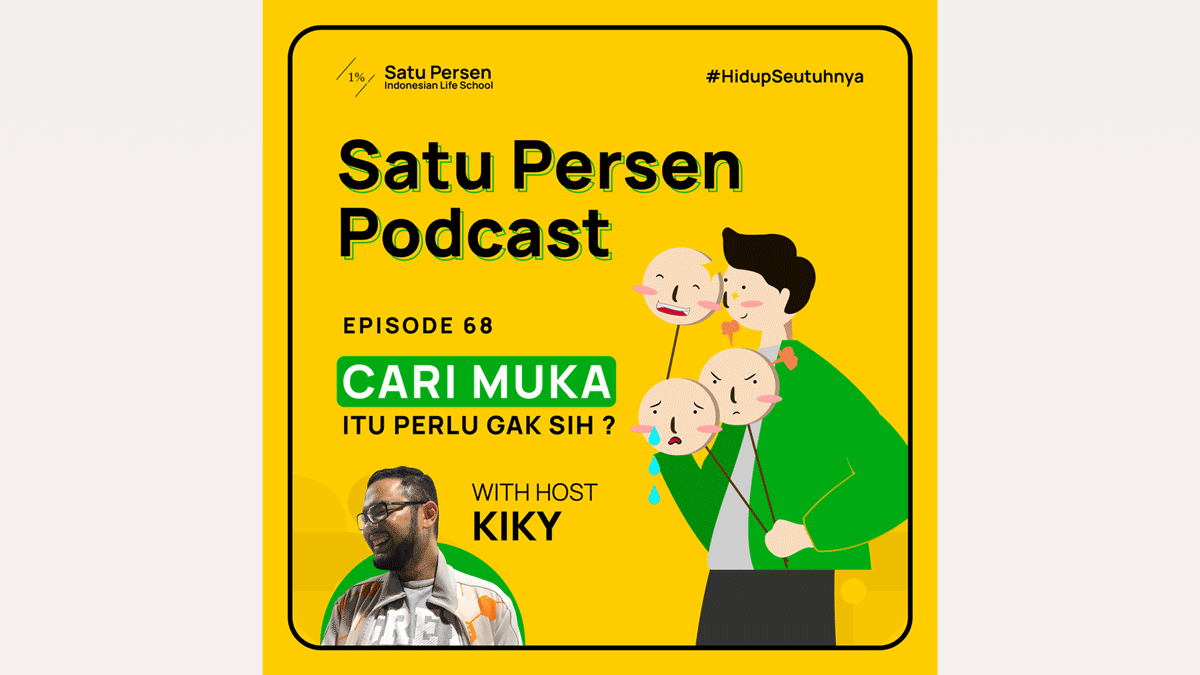 1%
Satu Persen
Indonesian Life School
#HidupSeutuhnya
Satu Persen
Podcast
EPISODE 68
CARI MUKA
ITU PERLU GAK SIH ?
WITH HOST
KIKY